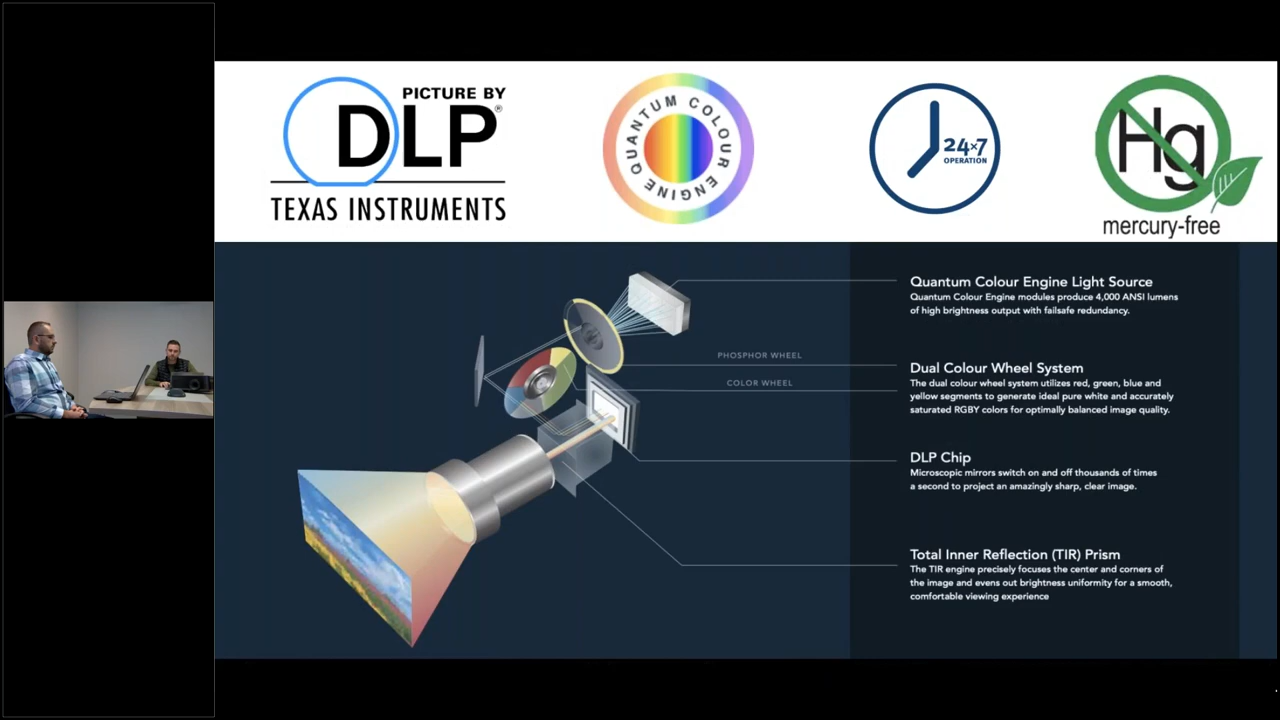 PICTURE BY
DLP®
TEXAS INSTRUMENTS
QUANTUM COLOUR ENGINE
24x7
OPERATION
Hg
mercury-free
Quantum Colour Engine Light Source
Quantum Colour Engine modules produce 4,000 ANSI lumens
of high brightness output with failsafe redundancy.
PHOSPHOR WHEEL
COLOR WHEEL
Dual Colour Wheel System
The dual colour wheel system utilizes red, green, blue and
yellow segments to generate ideal pure white and accurately
saturated RGBY colors for optimally balanced image quality.
DLP Chip
Microscopic mirrors switch on and off thousands of times
a second to project an amazingly sharp, clear image.
Total Inner Reflection (TIR) Prism
The TIR engine precisely focuses the center and corners of
the image and evens out brightness uniformity for a smooth,
comfortable viewing experience